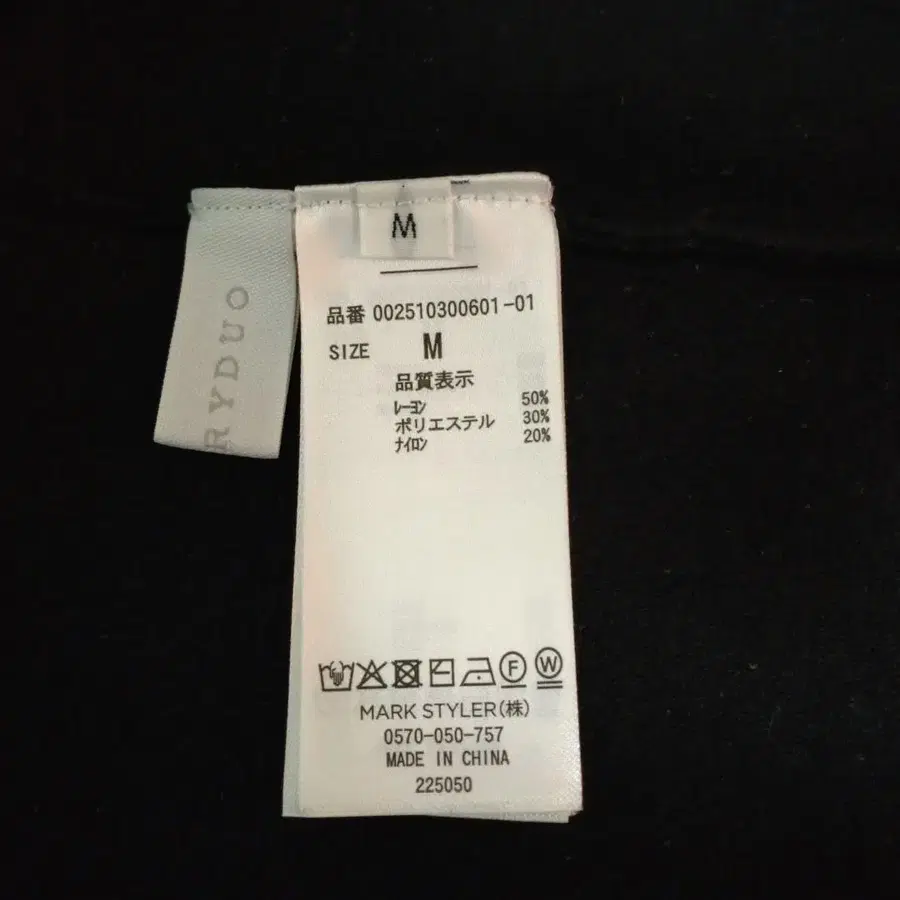 RYDUO
M
品番 002510300601-01
SIZE M
品質表示
ﾚｰﾖﾝ 50%
ポリエステル 30%
ﾅｲﾛﾝ 20%
F W
MARK STYLER(株)
0570-050-757
MADE IN CHINA
225050